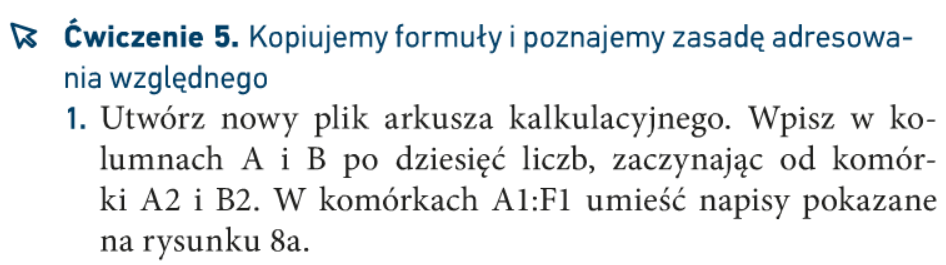 Ćwiczenie 5. Kopiujemy formuły i poznajemy zasadę adresowa-
nia względnego
1. Utwórz nowy plik arkusza kalkulacyjnego. Wpisz w ko-
lumnach A i B po dziesięć liczb, zaczynając od komór-
ki A2 i B2. W komórkach A1:F1 umieść napisy pokazane
na rysunku 8a.